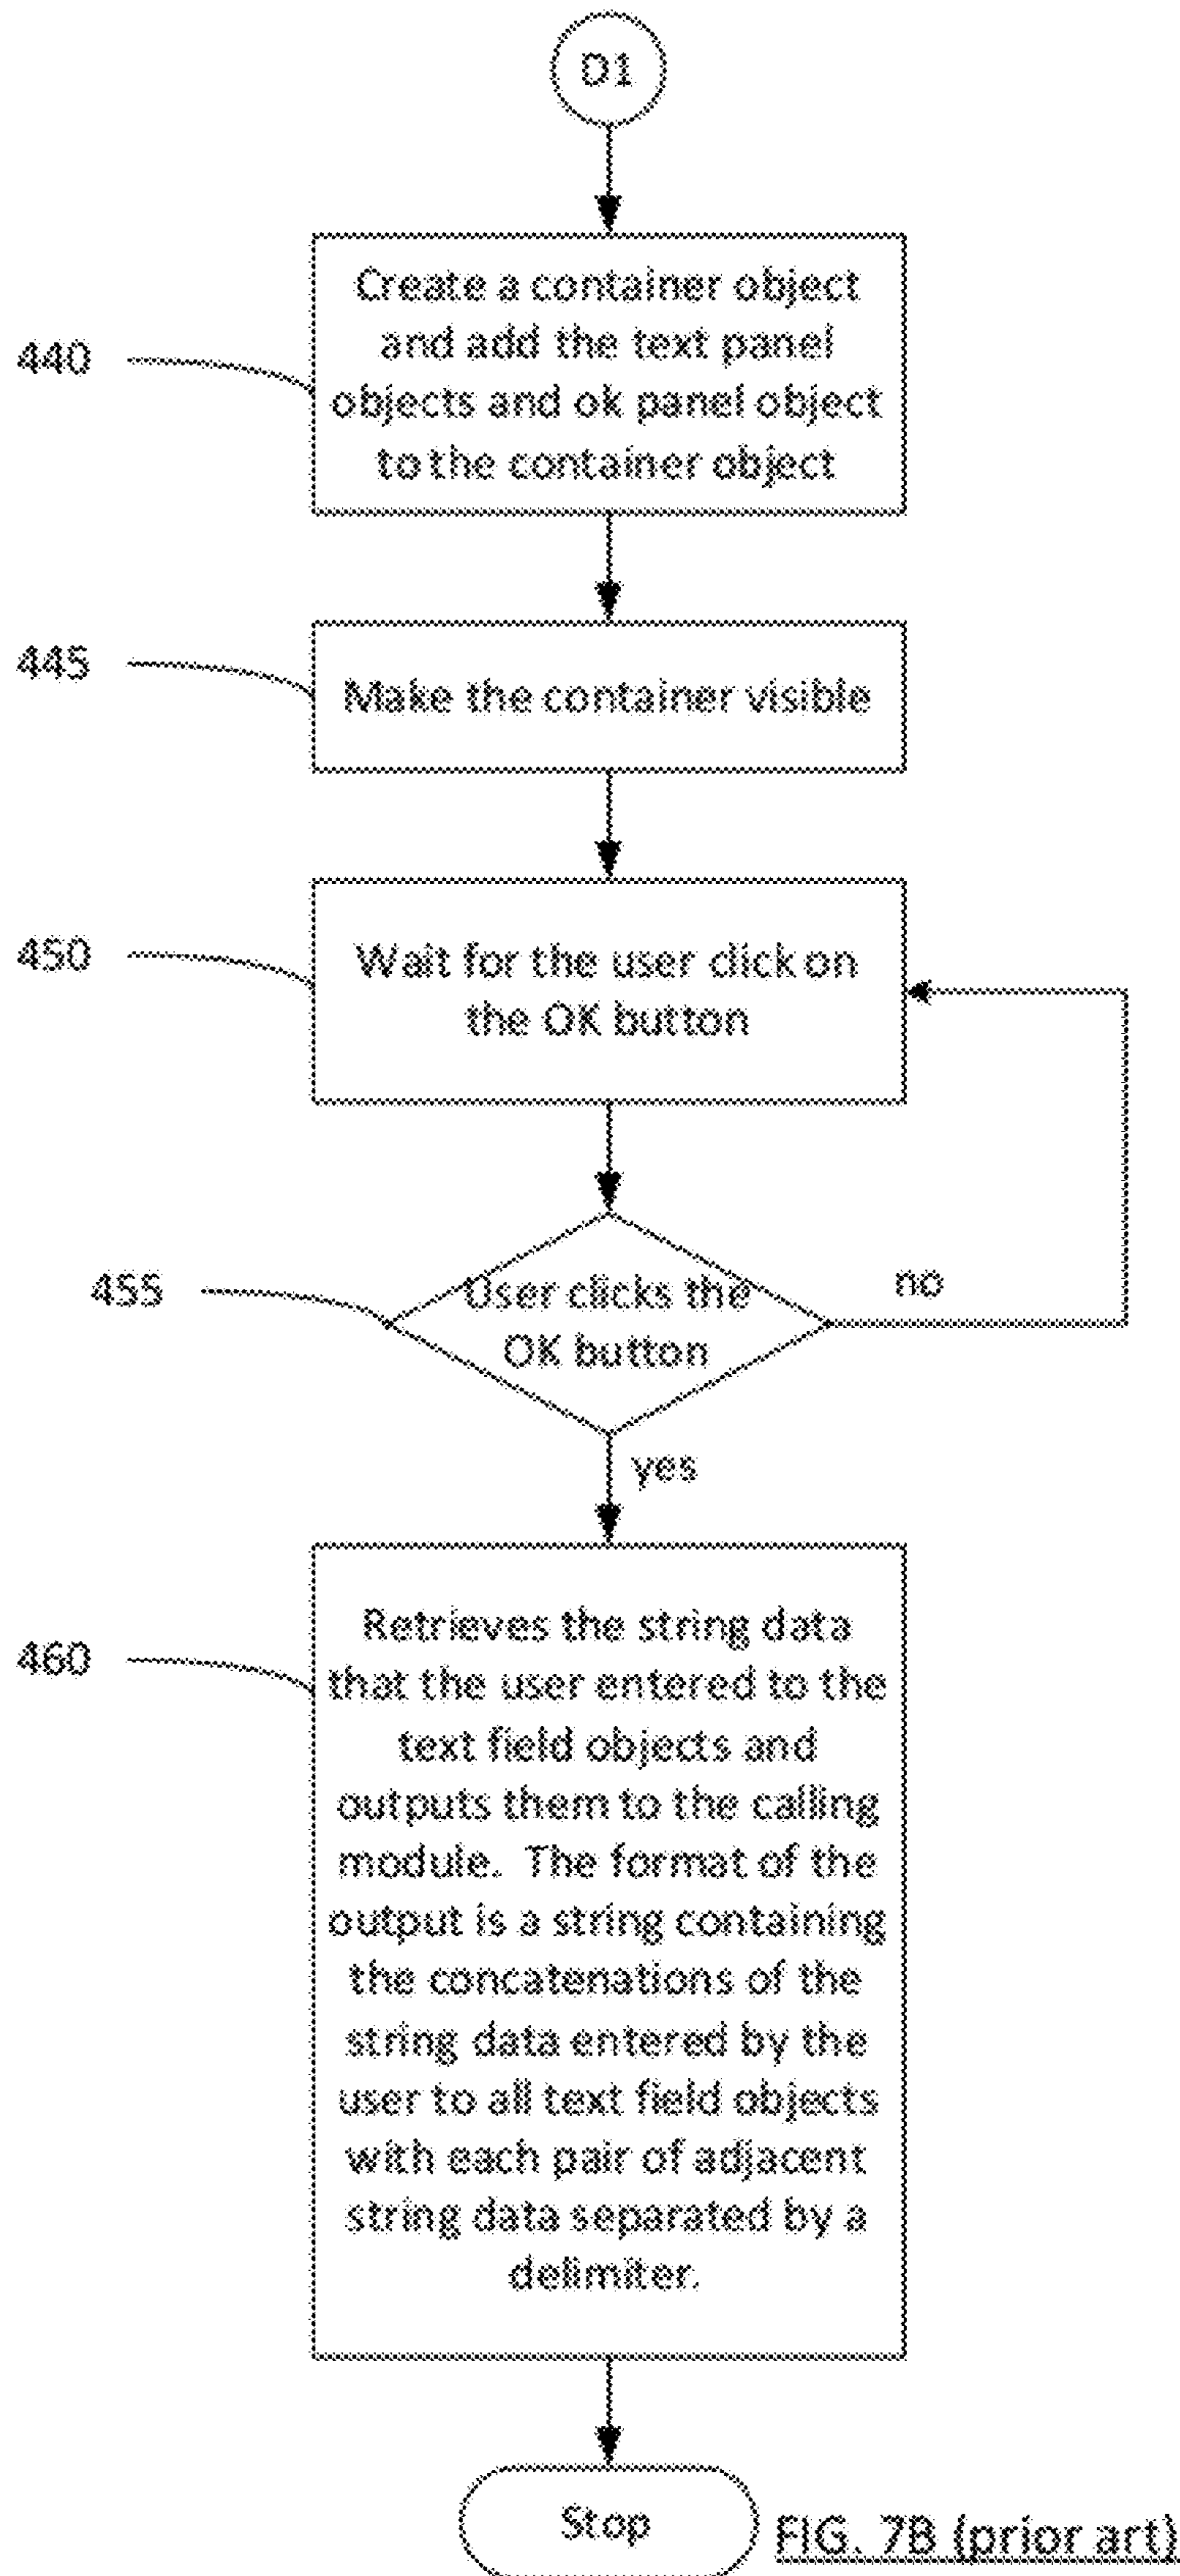 D1
440
Create a container object
and add the text panel
objects and ok panel object
to the container object
445
Make the container visible
450
Wait for the user click on
the OK button
455
User clicks the
OK button
no
yes
460
Retrieves the string data
that the user entered to the
text field objects and
outputs them to the calling
module. The format of the
output is a string containing
the concatenations of the
string data entered by the
user to all text field objects
with each pair of adjacent
string data separated by a
delimiter.
Stop
FIG. 7B (prior art)